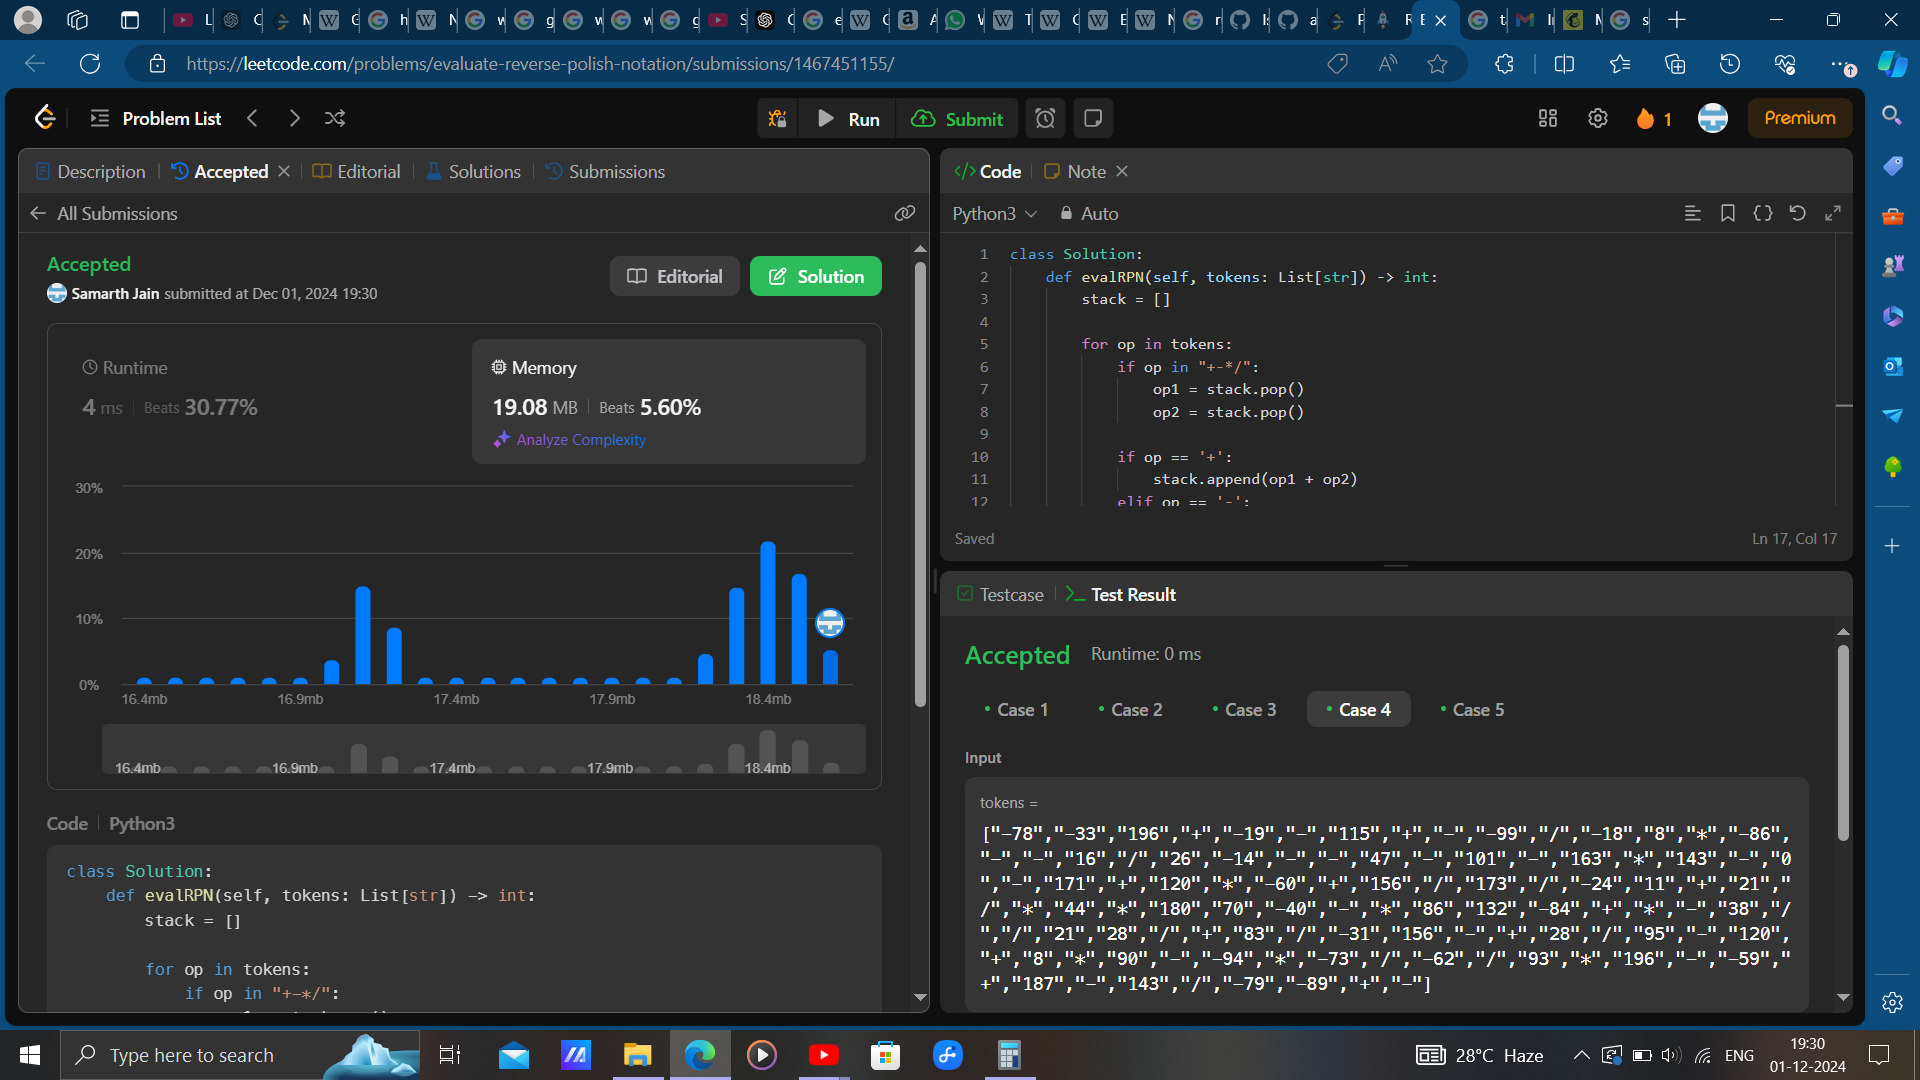 https://leetcode.com/problems/evaluate-reverse-polish-notation/submissions/1467451155/
Problem List
Run
Submit
1
Premium
Description
Accepted
Editorial
Solutions
Submissions
All Submissions
Accepted
Samarth Jain submitted at Dec 01, 2024 19:30
Editorial
Solution
Runtime
4 ms
Beats 30.77%
Memory
19.08 MB
Beats 5.60%
Analyze Complexity
30%
20%
10%
0%
16.4mb 16.9mb 17.4mb 17.9mb 18.4mb
16.4mb 16.9mb 17.4mb 17.9mb 18.4mb
Code
Python3
class Solution:
def evalRPN(self, tokens: List[str]) -> int:
stack = []
for op in tokens:
if op in "+-*/":
Code
Note
Python3
Auto
1 class Solution:
2 def evalRPN(self, tokens: List[str]) -> int:
3 stack = []
4
5 for op in tokens:
6 if op in "+-*/":
7 op1 = stack.pop()
8 op2 = stack.pop()
9
10 if op == '+':
11 stack.append(op1 + op2)
12 elif op == '-':
Saved
Ln 17, Col 17
Testcase
Test Result
Accepted
Runtime: 0 ms
Case 1
Case 2
Case 3
Case 4
Case 5
Input
tokens =
["-78","-33","196","+","-19","-","115","+","-","-99","/","-18","8","*","-86",
"-","-","16","/","26","-14","-","-","47","-","101","-","163","*","143","-","0
","-","171","+","120","*","-60","+","156","/","173","/","-24","11","+","21","
/","*","44","*","180","70","-40","-","*","86","132","-84","+","*","-","38","/
","/","21","28","/","+","83","/","-31","156","-","+","28","/","95","-","120",
"+","8","*","90","-","-94","*","-73","/","-62","/","93","*","196","-","-59","
+","187","-","143","/","-79","-89","+","-"]
Type here to search
28°C Haze
ENG
19:30
01-12-2024